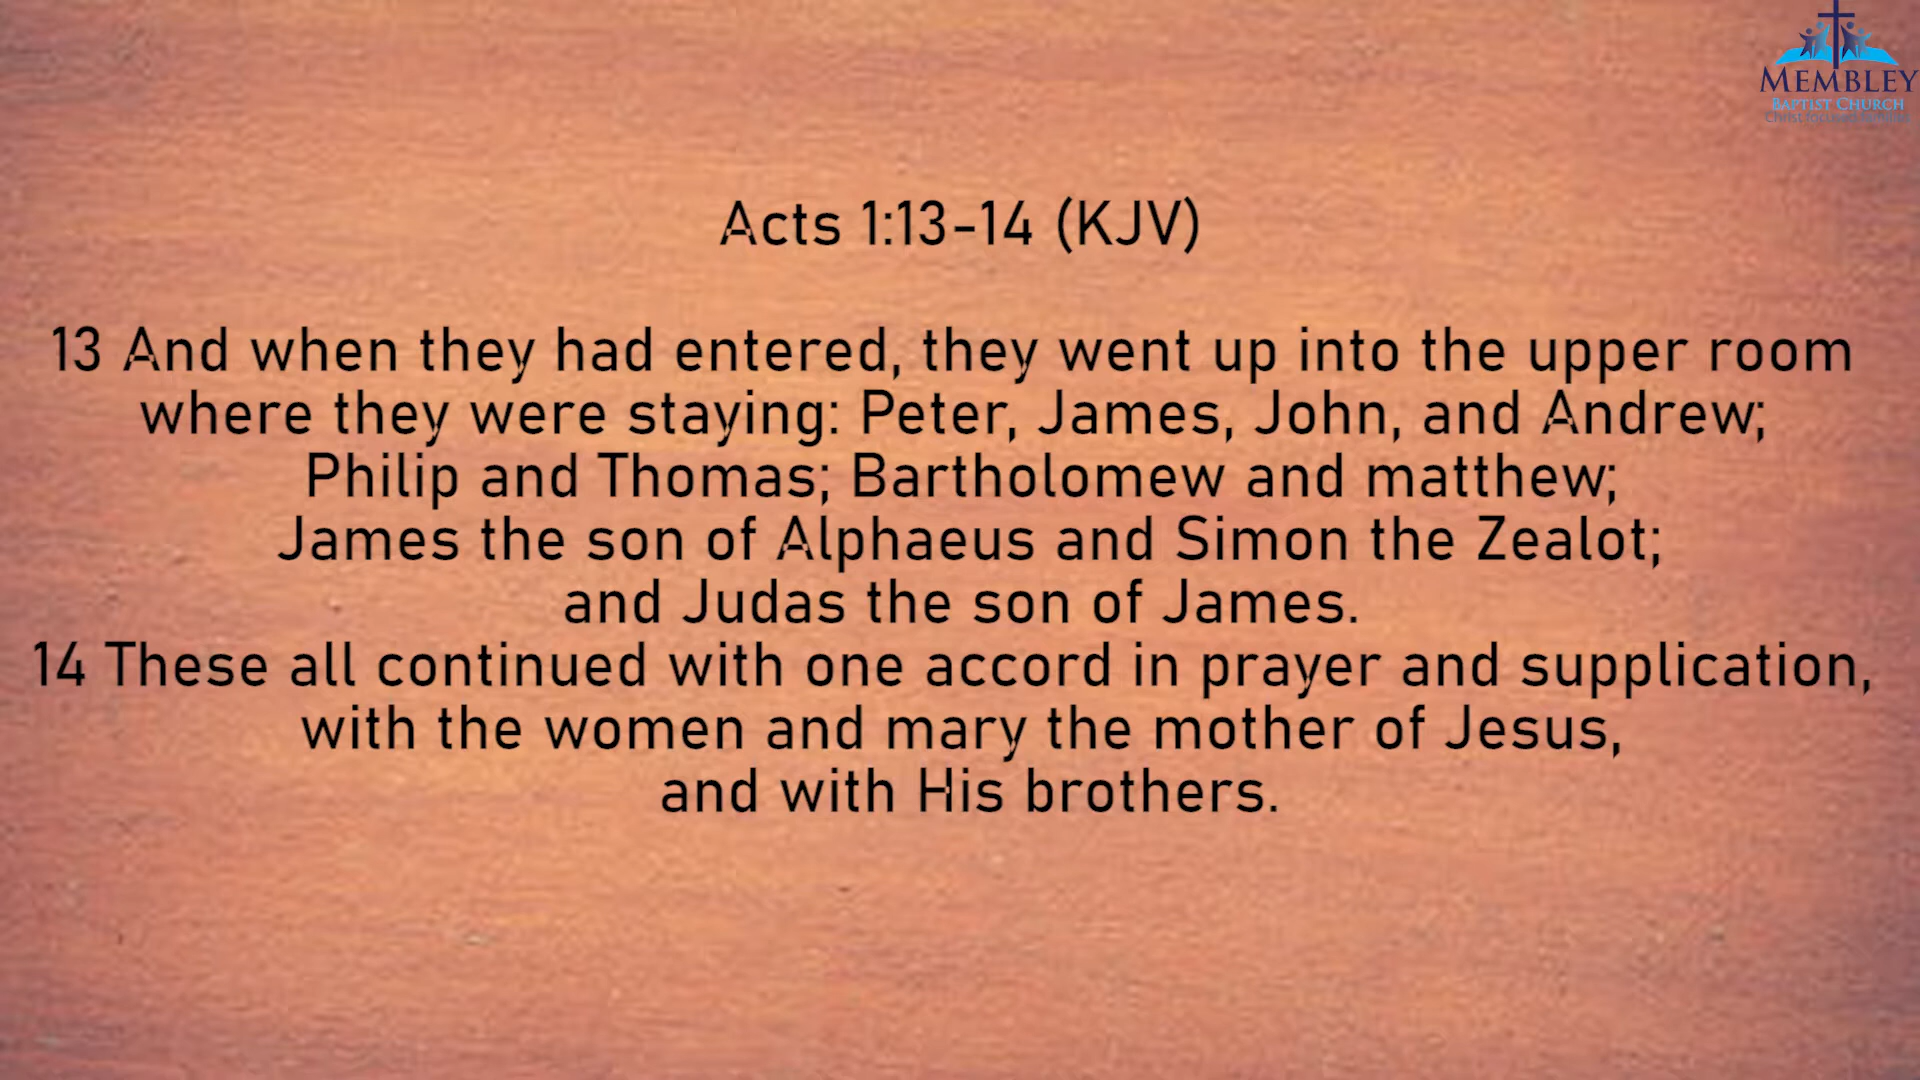 MEMBLEY
BAPTIST CHURCH
Christ focused
Acts 1:13-14 (KJV)
13 And when they had entered, they went up into the upper room
where they were staying: Peter, James, John, and Andrew;
Philip and Thomas; Bartholomew and matthew;
James the son of Alphaeus and Simon the Zealot;
and Judas the son of James.
14 These all continued with one accord in prayer and supplication,
with the women and mary the mother of Jesus,
and with His brothers.